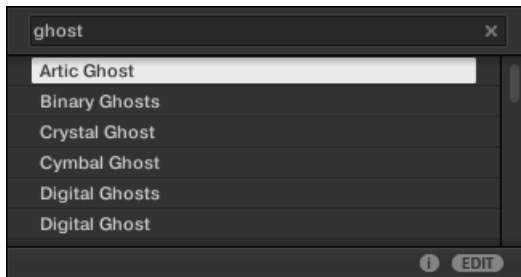 ghost
Artic Ghost
Binary Ghosts
Crystal Ghost
Cymbal Ghost
Digital Ghosts
Digital Ghost
i EDIT